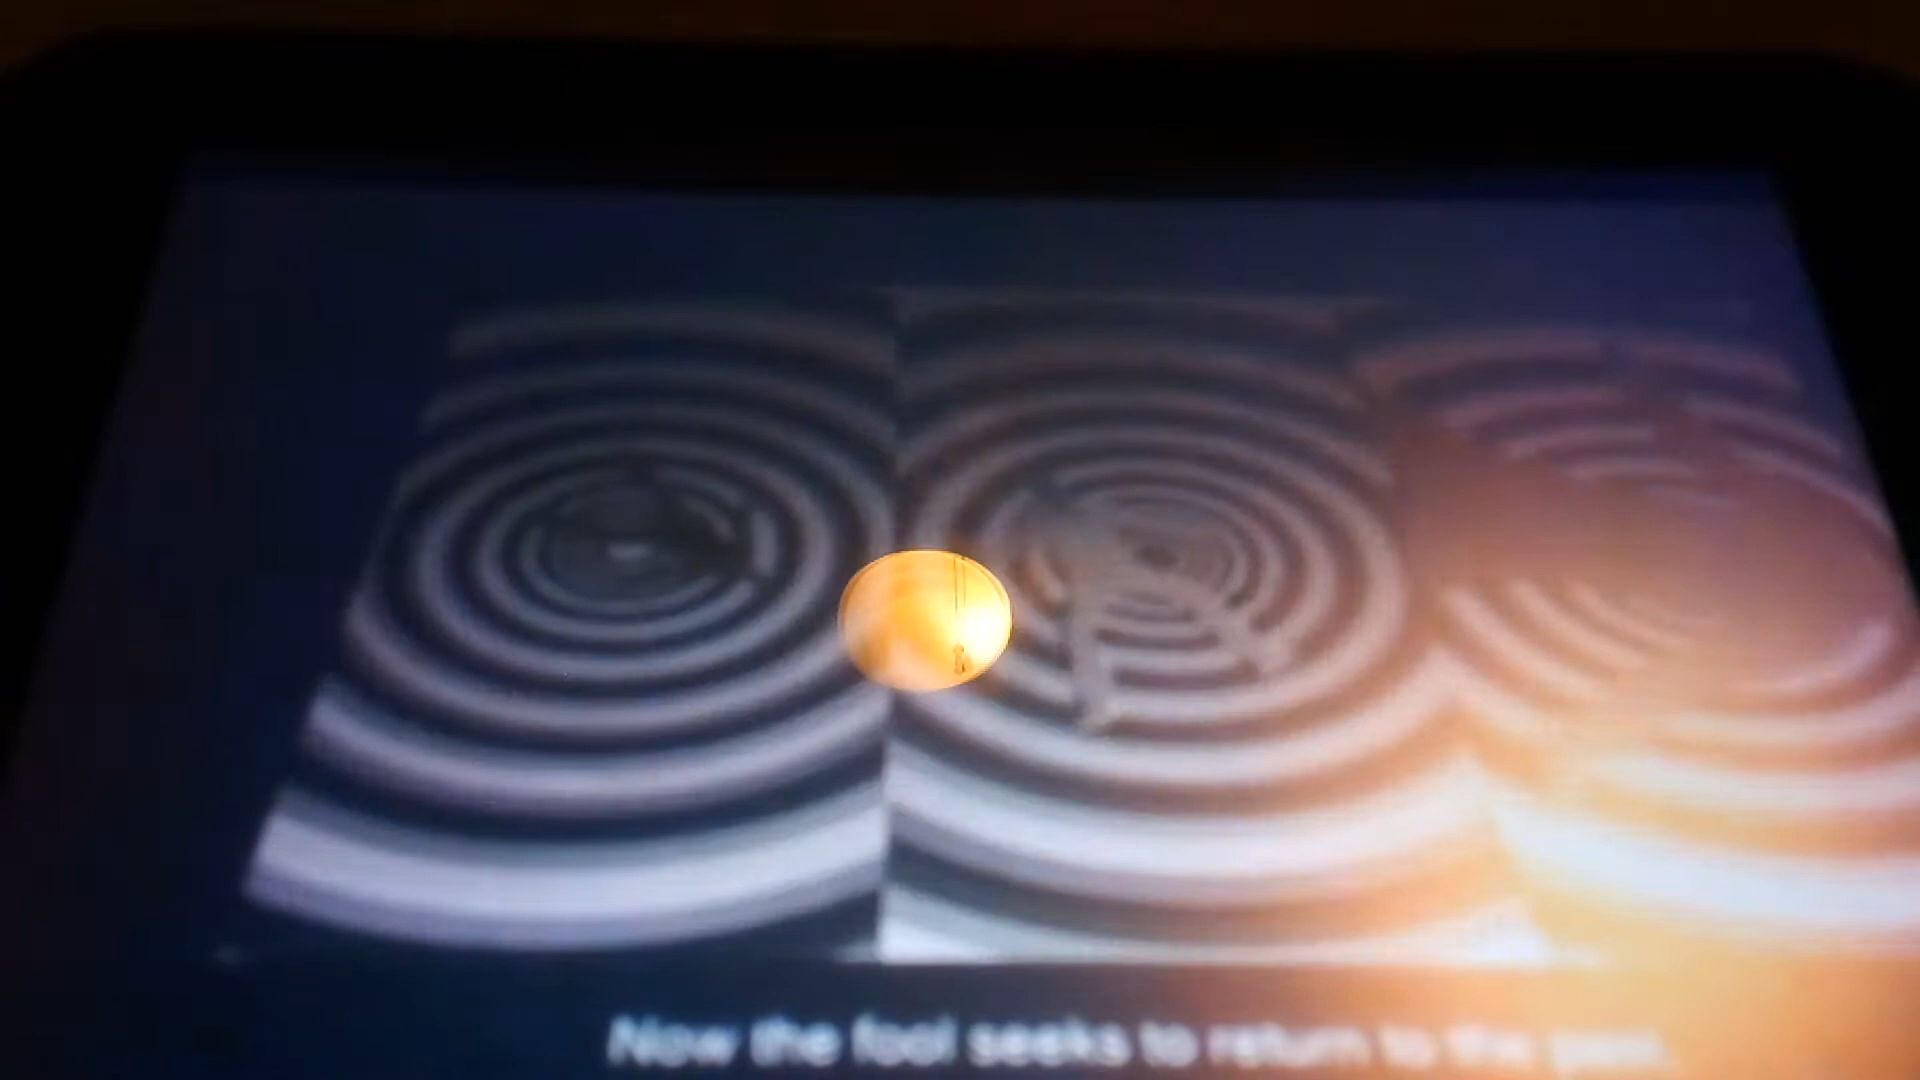 Now the fool seeks to return to the past.